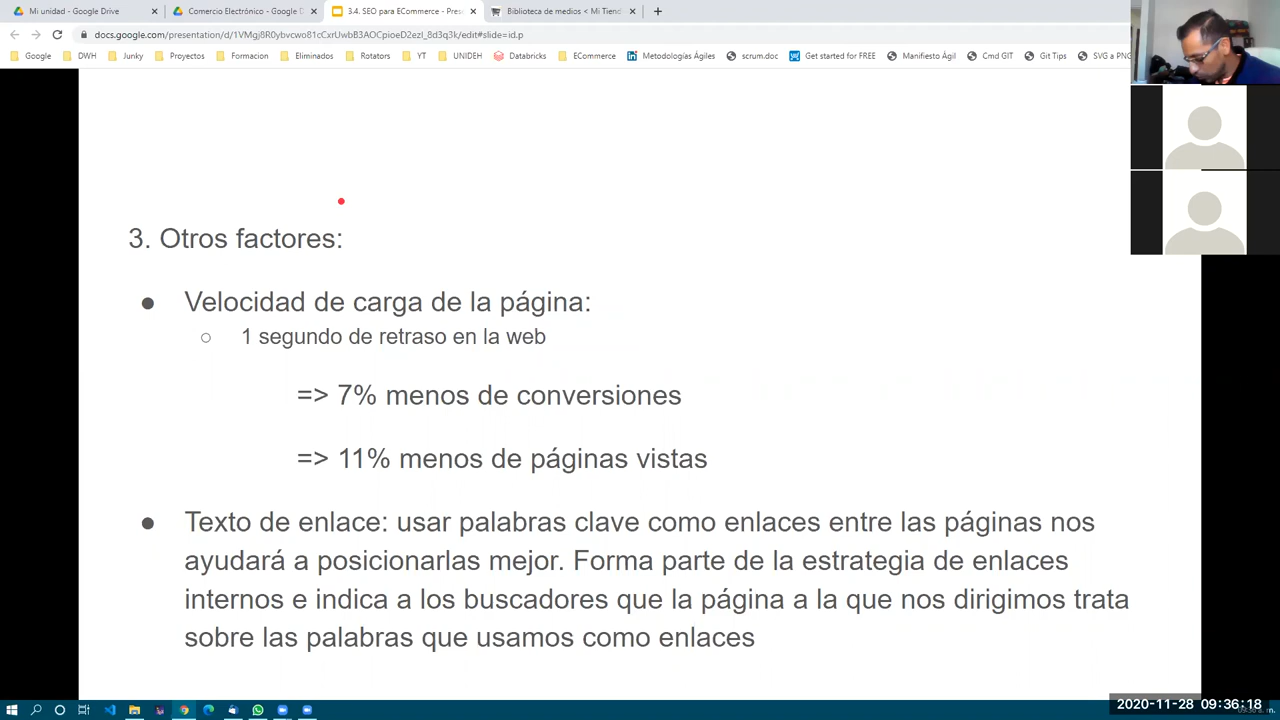 Mi unidad - Google Drive
Comercio Electrónico - Google D
3.4. SEO para ECommerce - Pres
Biblioteca de medios < Mi Tiend
docs.google.com/presentation/d/1VMgj8R0ybvcwo81cCxrUwbB3AOCpioeD2ezI_8d3q3k/edit#slide=id.p
Google DWH Junky Proyectos Formacion Eliminados Rotators YT UNIDEH Databricks ECommerce Metodologías Ágiles scrum.doc Get started for FREE Manifiesto Ágil Cmd GIT Git Tips SVG a PNG
3. Otros factores:
● Velocidad de carga de la página:
○ 1 segundo de retraso en la web
=> 7% menos de conversiones
=> 11% menos de páginas vistas
● Texto de enlace: usar palabras clave como enlaces entre las páginas nos
ayudará a posicionarlas mejor. Forma parte de la estrategia de enlaces
internos e indica a los buscadores que la página a la que nos dirigimos trata
sobre las palabras que usamos como enlaces
2020-11-28 09:36:18